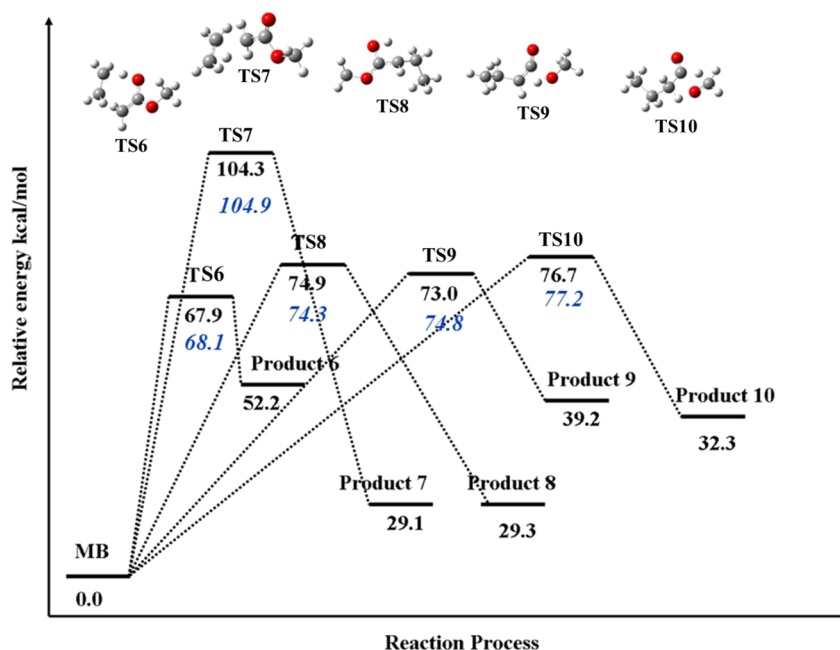 TS6
TS7
TS8
TS9
TS10
TS7
104.3
104.9
TS8
74.9
74.3
TS9
73.0
74.8
TS10
76.7
77.2
TS6
67.9
68.1
Product 6
52.2
Product 9
39.2
Product 10
32.3
Product 7
29.1
Product 8
29.3
MB
0.0
Relative energy kcal/mol
Reaction Process